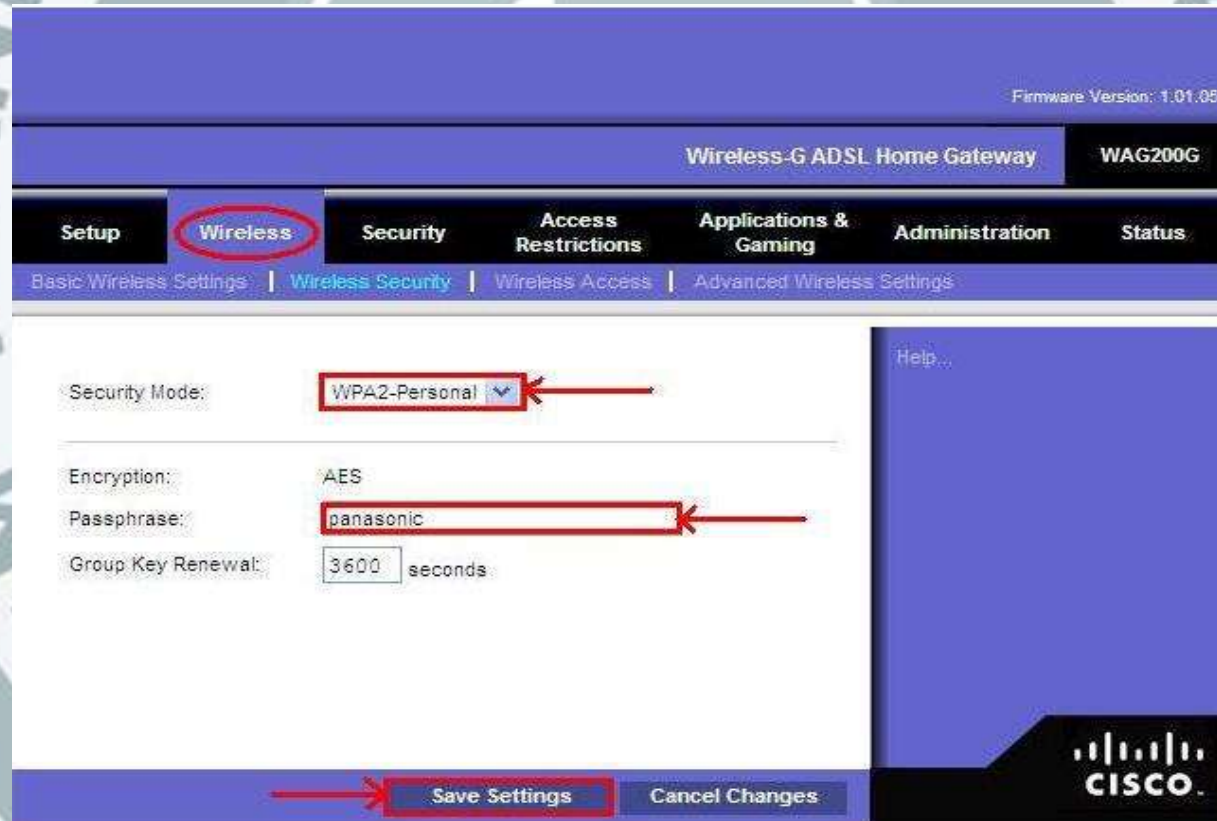 Firmware Version: 1.01.05
Wireless-G ADSL Home Gateway WAG200G
Setup Wireless Security Access Restrictions Applications & Gaming Administration Status
Basic Wireless Settings | Wireless Security | Wireless Access | Advanced Wireless Settings
Help...
Security Mode: WPA2-Personal
Encryption: AES
Passphrase: panasonic
Group Key Renewal: 3600 seconds
Save Settings Cancel Changes
CISCO.